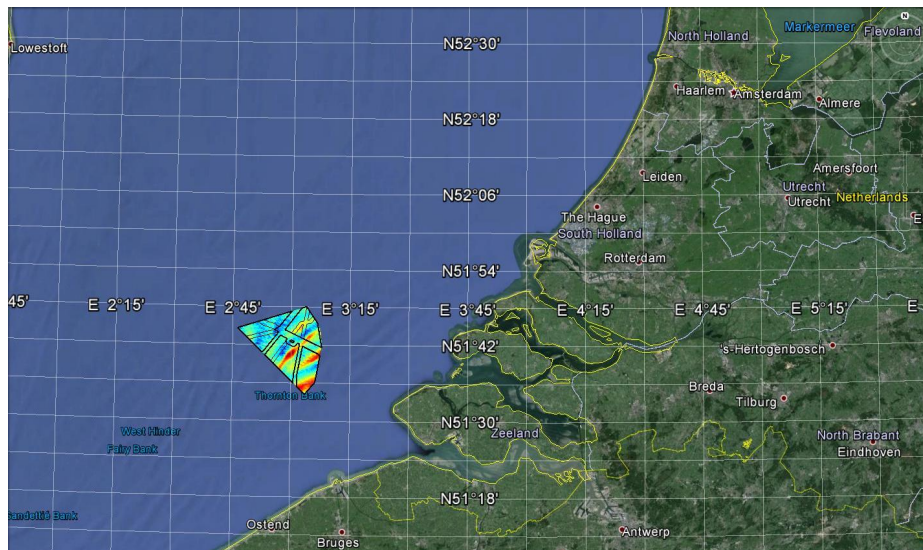 N
N52°30'
Markermeer
Flevoland
North Holland
Lowestoft
Haarlem
Amsterdam
Almere
N52°18'
Amersfoort
Leiden
Utrecht
N52°06'
Utrecht
Netherlands
The Hague
South Holland
N51°54'
Rotterdam
45'
E 2°15'
E 2°45'
E 3°15'
E 3°45'
E 4°15'
E 4°45'
E 5°15'
E
N51°42'
's-Hertogenbosch
Breda
Thornton Bank
Tilburg
N51°30'
West Hinder
Zeeland
North Brabant
Fairy Bank
Eindhoven
N51°18'
Sandettié Bank
Ostend
Bruges
Antwerp